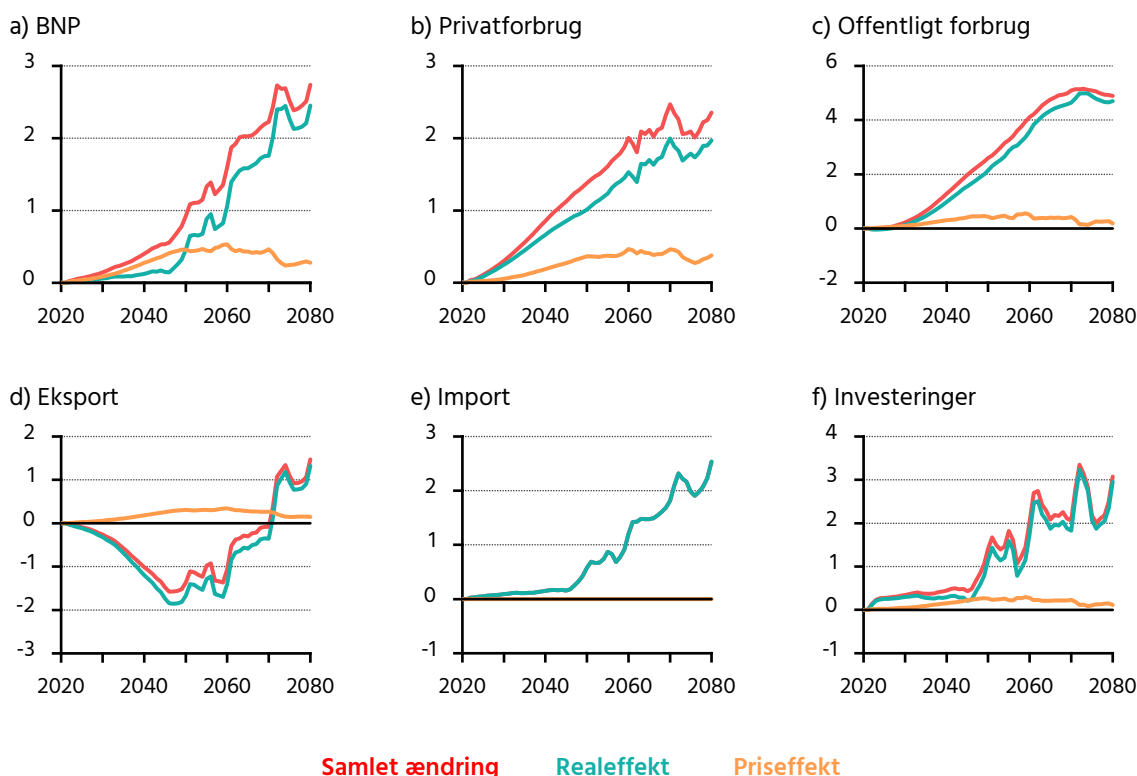 a) BNP
b) Privatforbrug
c) Offentligt forbrug
3
2
1
0
2020 2040 2060 2080
3
2
1
0
2020 2040 2060 2080
6
4
2
0
-2
2020 2040 2060 2080
d) Eksport
e) Import
f) Investeringer
2
1
0
-1
-2
-3
2020 2040 2060 2080
3
2
1
0
-1
2020 2040 2060 2080
4
3
2
1
0
-1
2020 2040 2060 2080
Samlet ændring Realeffekt Priseffekt